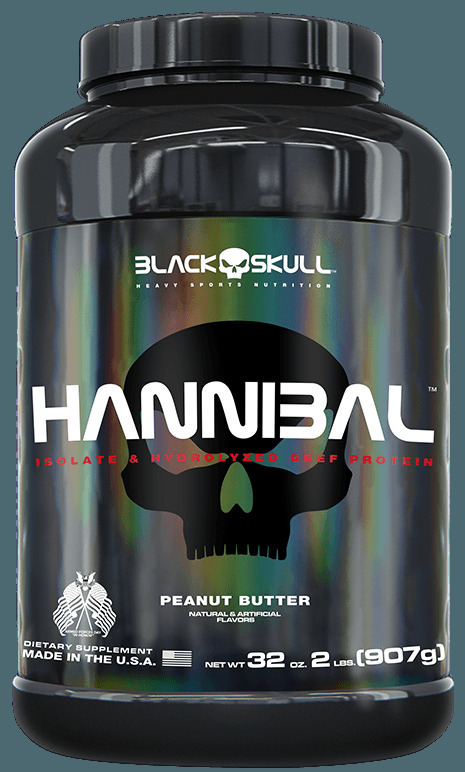 BLACK SKULL™
HEAVY SPORTS NUTRITION
HANNIBAL™
ISOLATE & HYDROLYZED BEEF PROTEIN
PEANUT BUTTER
NATURAL & ARTIFICIAL
FLAVORS
DIETARY SUPPLEMENT
MADE IN THE U.S.A.
NET WT 32 OZ. 2 LBS.(907g)